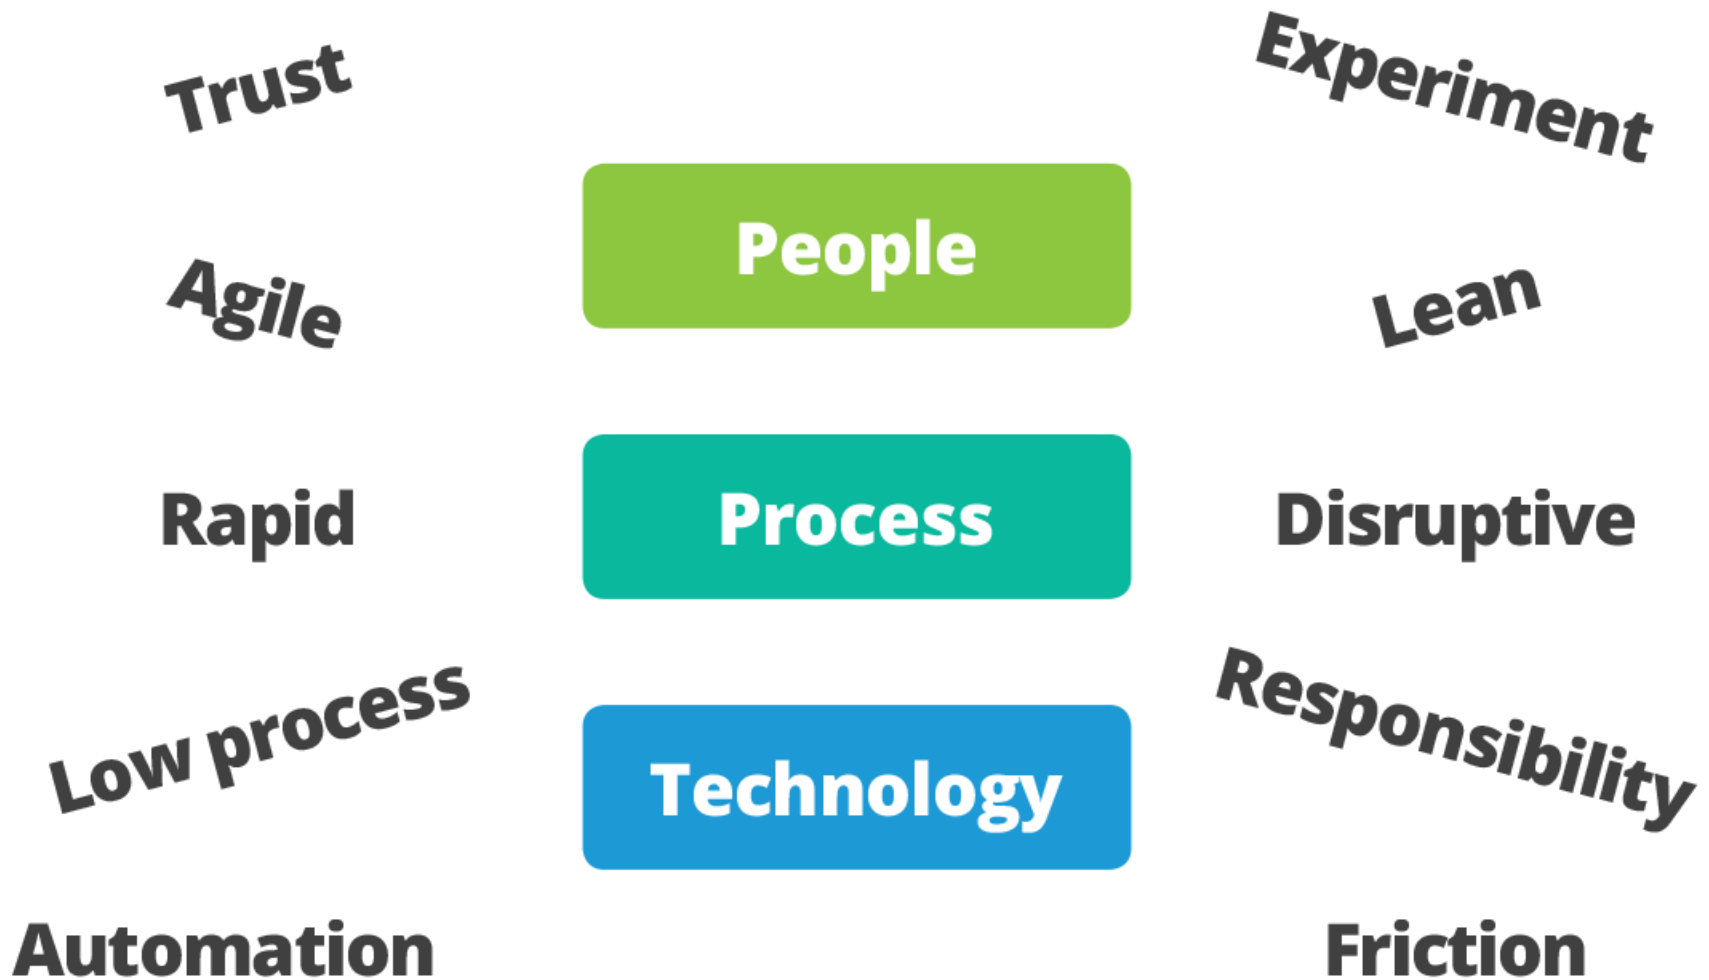 Trust
Experiment
People
Agile
Lean
Rapid
Process
Disruptive
Low process
Responsibility
Technology
Automation
Friction